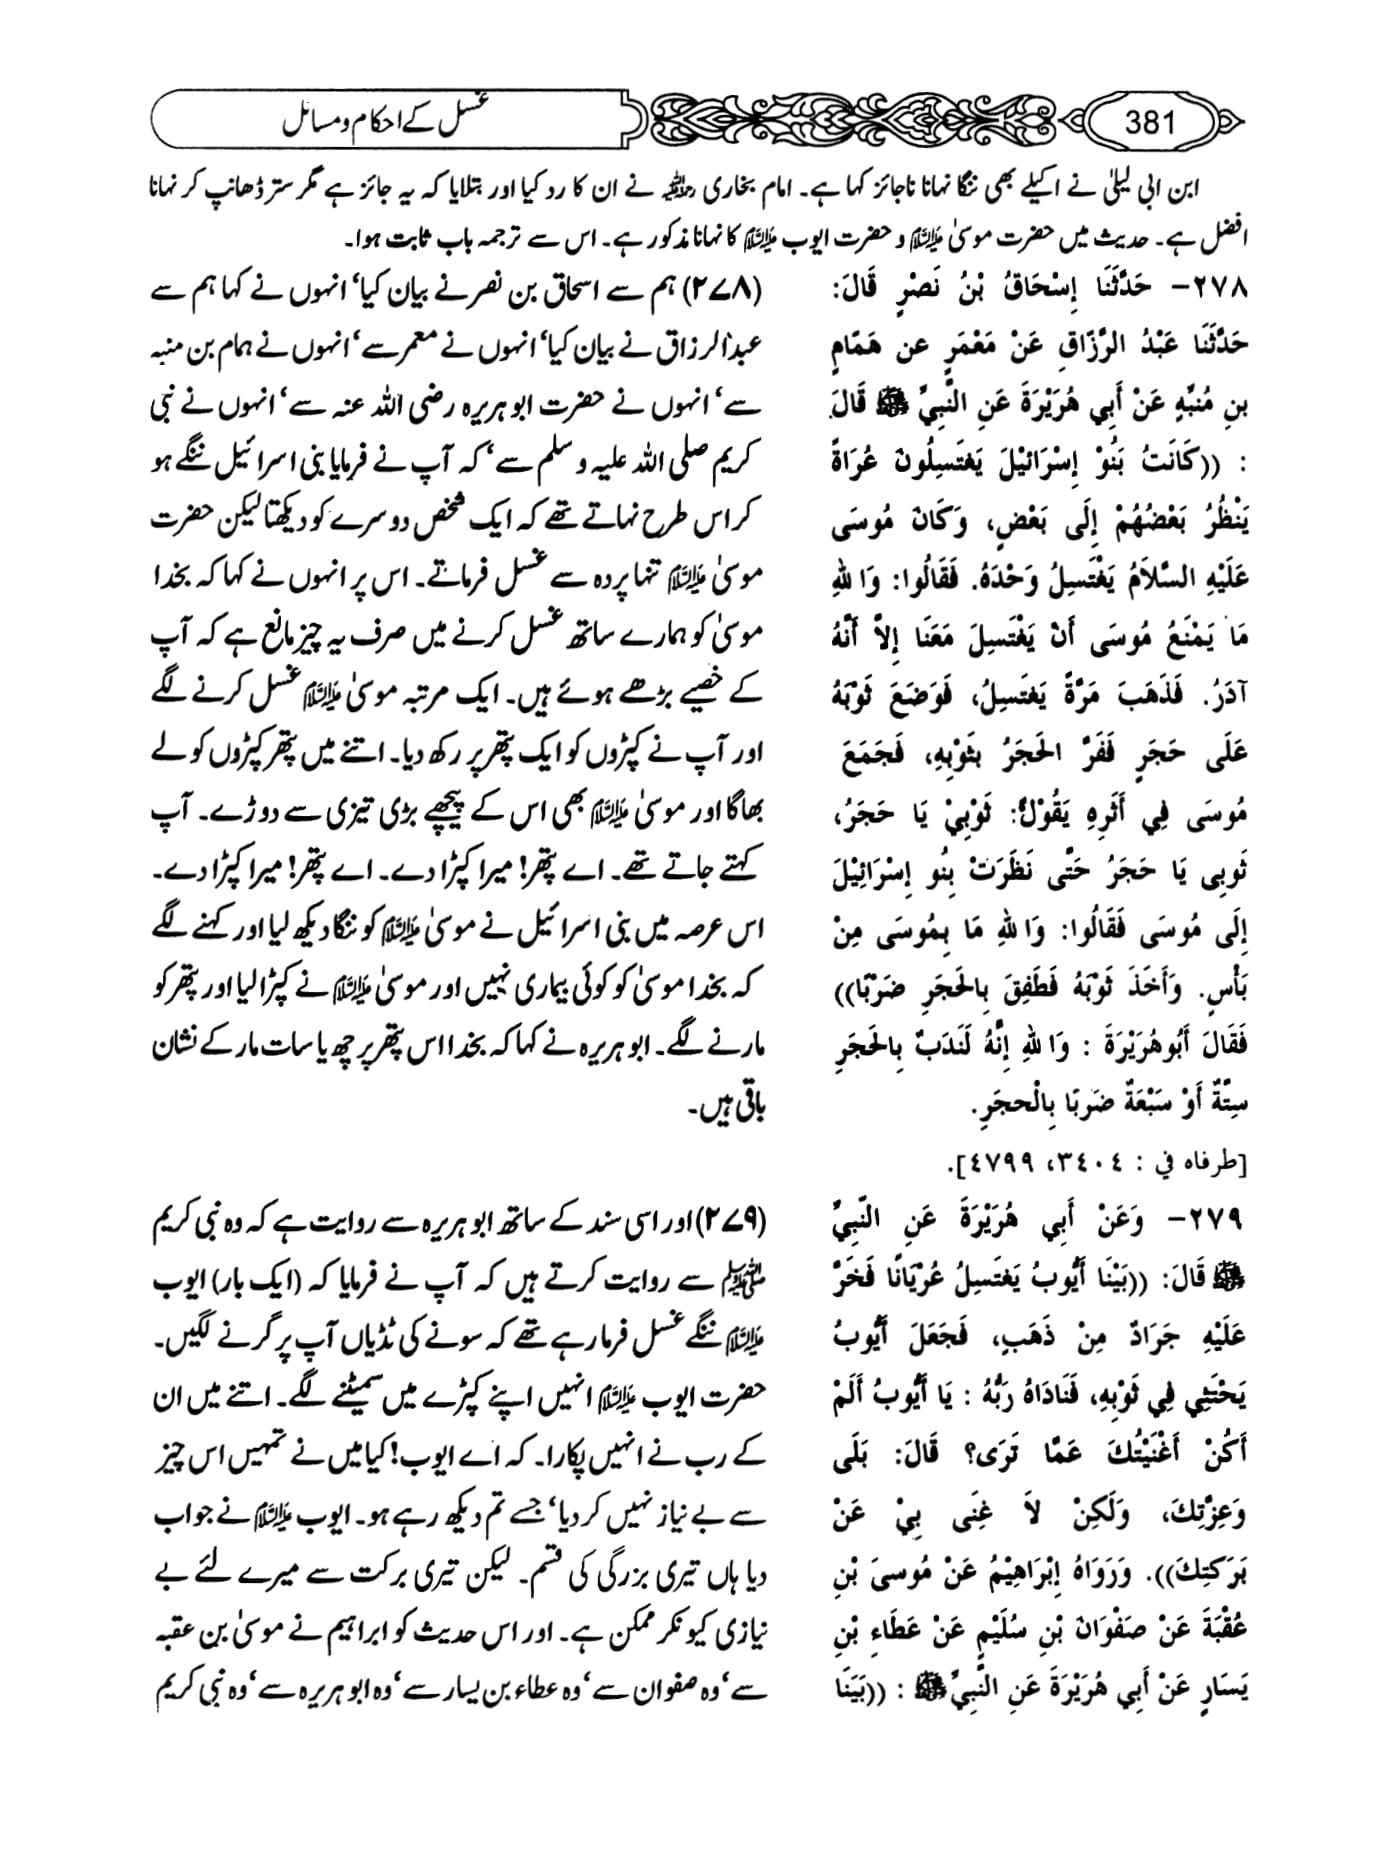 381
غسل کے احکام و مسائل
ابن ابی لیلیٰ نے اکیلے بھی ننگا نہانا ناجائز کہا ہے۔ امام بخاری رحمہ اللہ نے ان کا رد کیا اور بتلایا کہ یہ جائز ہے مگر ستر ڈھانپ کر نہانا
افضل ہے۔ حدیث میں حضرت موسیٰ علیہ السلام و حضرت ایوب علیہ السلام کا نہانا مذکور ہے۔ اس سے ترجمہ باب ثابت ہوا۔
٢٧٨- حَدَّثَنَا إِسْحَاقُ بْنُ نَصْرٍ قَالَ:
حَدَّثَنَا عَبْدُ الرَّزَّاقِ عَنْ مَعْمَرٍ عن هَمَّامٍ
بنِ مُنَبِّهٍ عَنْ أَبِي هُرَيْرَةَ عَنِ النَّبِيِّ ﷺ قَالَ
: ((كَانَتْ بَنُوْ إِسْرَائِيْلَ يَغْتَسِلُونَ عُرَاةً
يَنْظُرُ بَعْضُهُمْ إِلَى بَعْضٍ، وَكَانَ مُوسَى
عَلَيْهِ السَّلاَمُ يَغْتَسِلُ وَحْدَهُ. فَقَالُوا: وَاللهِ
مَا يَمْنَعُ مُوسَى أَنْ يَغْتَسِلَ مَعَنَا إِلاَّ أَنَّهُ
آدَرُ. فَذَهَبَ مَرَّةً يَغْتَسِلُ، فَوَضَعَ ثَوْبَهُ
عَلَى حَجَرٍ فَفَرَّ الحَجَرُ بِثَوْبِهِ، فَجَمَعَ
مُوسَى فِي أَثَرِهِ يَقُوْلُ: ثَوْبِيْ يَا حَجَرُ،
ثَوبِى يَا حَجَرُ حَتَّى نَظَرَتْ بنُو إِسْرَائِيْلَ
إِلَى مُوسَى فَقَالُوا: وَاللهِ مَا بِمُوسَى مِنْ
بَأْسٍ. وَأَخَذَ ثَوْبَهُ فَطَفِقَ بِالحَجَرِ ضَرْبًا))
فَقَالَ أَبُوهُرَيْرَةَ : وَاللهِ إِنَّهُ لَنَدَبٌ بِالحَجَرِ
سِتَّةٌ أَوْ سَبْعَةٌ ضَربًا بِالْحجَرِ.
[طرفاه في : ٣٤٠٤، ٤٧٩٩].
(٢٧٨) ہم سے اسحاق بن نصر نے بیان کیا‘ انہوں نے کہا ہم سے
عبدالرزاق نے بیان کیا‘ انہوں نے معمر سے‘ انہوں نے ہمام بن منبہ
سے‘ انہوں نے حضرت ابو ہریرہ رضی اللہ عنہ سے‘ انہوں نے نبی
کریم صلی اللہ علیہ وسلم سے‘ کہ آپ نے فرمایا بنی اسرائیل ننگے ہو
کر اس طرح نہاتے تھے کہ ایک شخص دوسرے کو دیکھتا لیکن حضرت
موسیٰ علیہ السلام تنہا پردہ سے غسل فرماتے۔ اس پر انہوں نے کہا کہ بخدا
موسیٰ کو ہمارے ساتھ غسل کرنے میں صرف یہ چیز مانع ہے کہ آپ
کے خصیے بڑھے ہوئے ہیں۔ ایک مرتبہ موسیٰ علیہ السلام غسل کرنے لگے
اور آپ نے کپڑوں کو ایک پتھر پر رکھ دیا۔ اتنے میں پتھر کپڑوں کو لے
بھاگا اور موسیٰ علیہ السلام بھی اس کے پیچھے بڑی تیزی سے دوڑے۔ آپ
کہتے جاتے تھے۔ اے پتھر! میرا کپڑا دے۔ اے پتھر! میرا کپڑا دے۔
اس عرصہ میں بنی اسرائیل نے موسیٰ علیہ السلام کو ننگا دیکھ لیا اور کہنے لگے
کہ بخدا موسیٰ کو کوئی بیماری نہیں اور موسیٰ علیہ السلام نے کپڑا لیا اور پتھر کو
مارنے لگے۔ ابو ہریرہ نے کہا کہ بخدا اس پتھر پر چھ یا سات مار کے نشان
باقی ہیں۔
٢٧٩- وَعَنْ أَبِي هُرَيْرَةَ عَنِ النَّبِيِّ
ﷺ قَالَ: ((بَيْنَا أَيُّوبُ يَغْتَسِلُ عُرْيَانًا فَخَرَّ
عَلَيْهِ جَرَادٌ مِنْ ذَهَبٍ، فَجَعَلَ أَيُّوبُ
يَحْتَثِي فِي ثَوْبِهِ، فَنَادَاهُ رَبُّهُ : يَا أَيُّوبُ أَلَمْ
أَكُنْ أَغْنَيْتُكَ عَمَّا تَرَى؟ قَالَ: بَلَى
وَعِزَّتِكَ، وَلَكِنْ لاَ غِنَى بِيْ عَنْ
بَرَكَتِكَ)). وَرَوَاهُ إِبْرَاهِيْمُ عَنْ مُوسىَ بْنِ
عُقْبَةَ عَنْ صَفْوَانَ بْنِ سُلَيْمٍ عَنْ عَطَاءِ بْنِ
يَسَارٍ عَنْ أَبِي هُرَيْرَةَ عَنِ النَّبِيِّ ﷺ : ((بَيَنَا
(٢٧٩) اور اسی سند کے ساتھ ابو ہریرہ سے روایت ہے کہ وہ نبی کریم
ﷺ سے روایت کرتے ہیں کہ آپ نے فرمایا کہ (ایک بار) ایوب
علیہ السلام ننگے غسل فرما رہے تھے کہ سونے کی ٹڈیاں آپ پر گرنے لگیں۔
حضرت ایوب علیہ السلام انہیں اپنے کپڑے میں سمیٹنے لگے۔ اتنے میں ان
کے رب نے انہیں پکارا۔ کہ اے ایوب! کیا میں نے تمہیں اس چیز
سے بے نیاز نہیں کر دیا‘ جسے تم دیکھ رہے ہو۔ ایوب علیہ السلام نے جواب
دیا ہاں تیری بزرگی کی قسم۔ لیکن تیری برکت سے میرے لئے بے
نیازی کیونکر ممکن ہے۔ اور اس حدیث کو ابراہیم نے موسیٰ بن عقبہ
سے‘ وہ صفوان سے‘ وہ عطاء بن یسار سے‘ وہ ابو ہریرہ سے‘ وہ نبی کریم